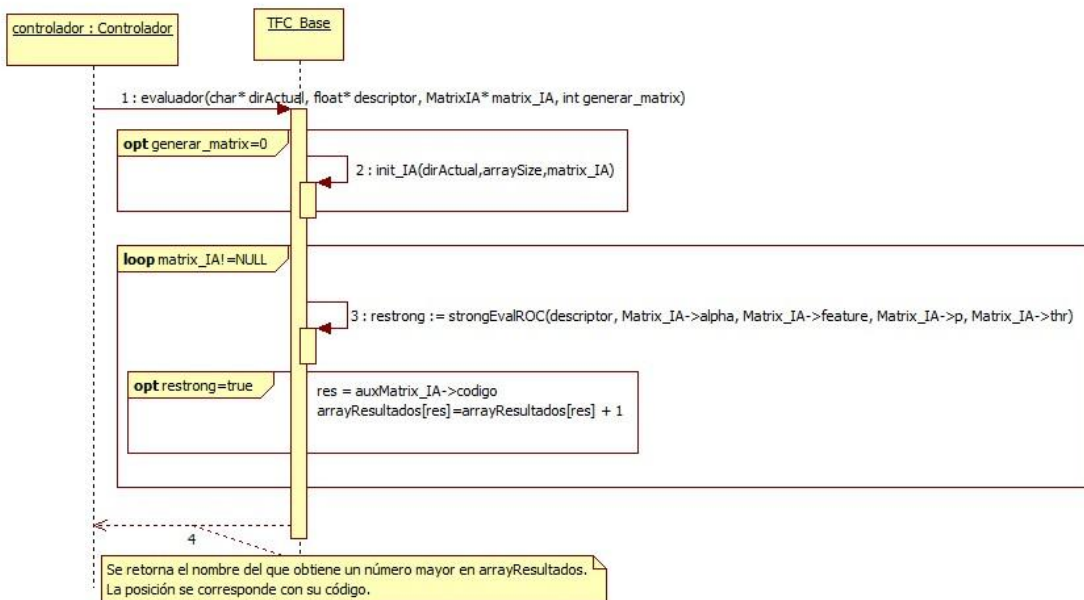 controlador : Controlador
TFC_Base
1 : evaluador(char* dirActual, float* descriptor, MatrixIA* matrix_IA, int generar_matrix)
opt generar_matrix=0
2 : init_IA(dirActual,arraySize,matrix_IA)
loop matrix_IA!=NULL
3 : restrong := strongEvalROC(descriptor, Matrix_IA->alpha, Matrix_IA->feature, Matrix_IA->p, Matrix_IA->thr)
opt restrong=true
res = auxMatrix_IA->codigo
arrayResultados[res]=arrayResultados[res] + 1
4
Se retorna el nombre del que obtiene un número mayor en arrayResultados.
La posición se corresponde con su código.